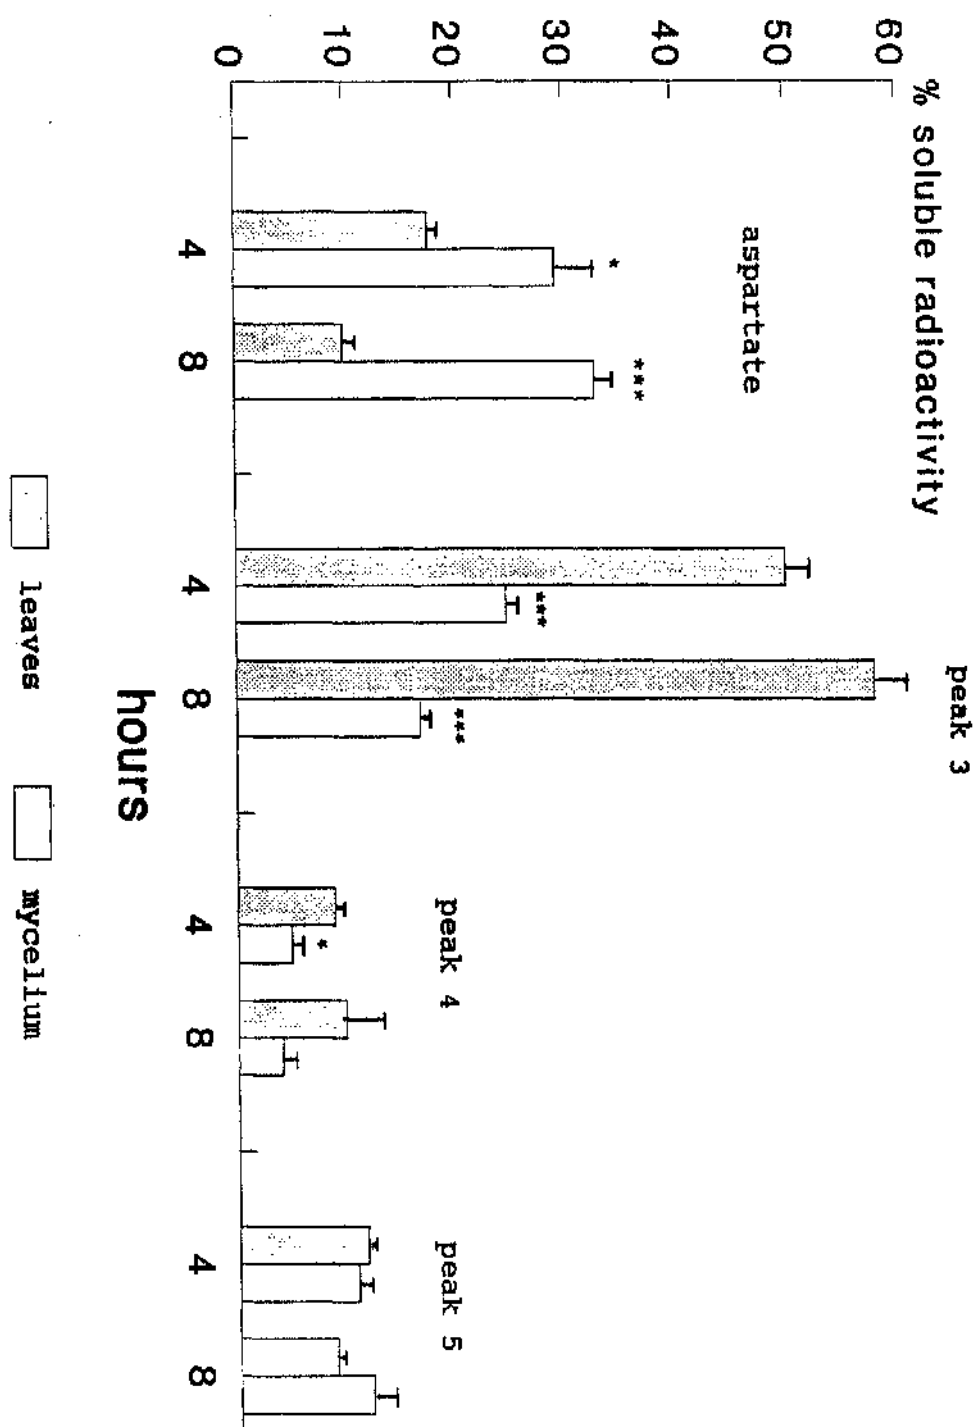 % soluble radioactivity
60
50
40
30
20
10
0
aspartate
peak 3
peak 4
peak 5
*
***
***
***
*
4
8
4
8
4
8
4
8
hours
leaves
mycelium